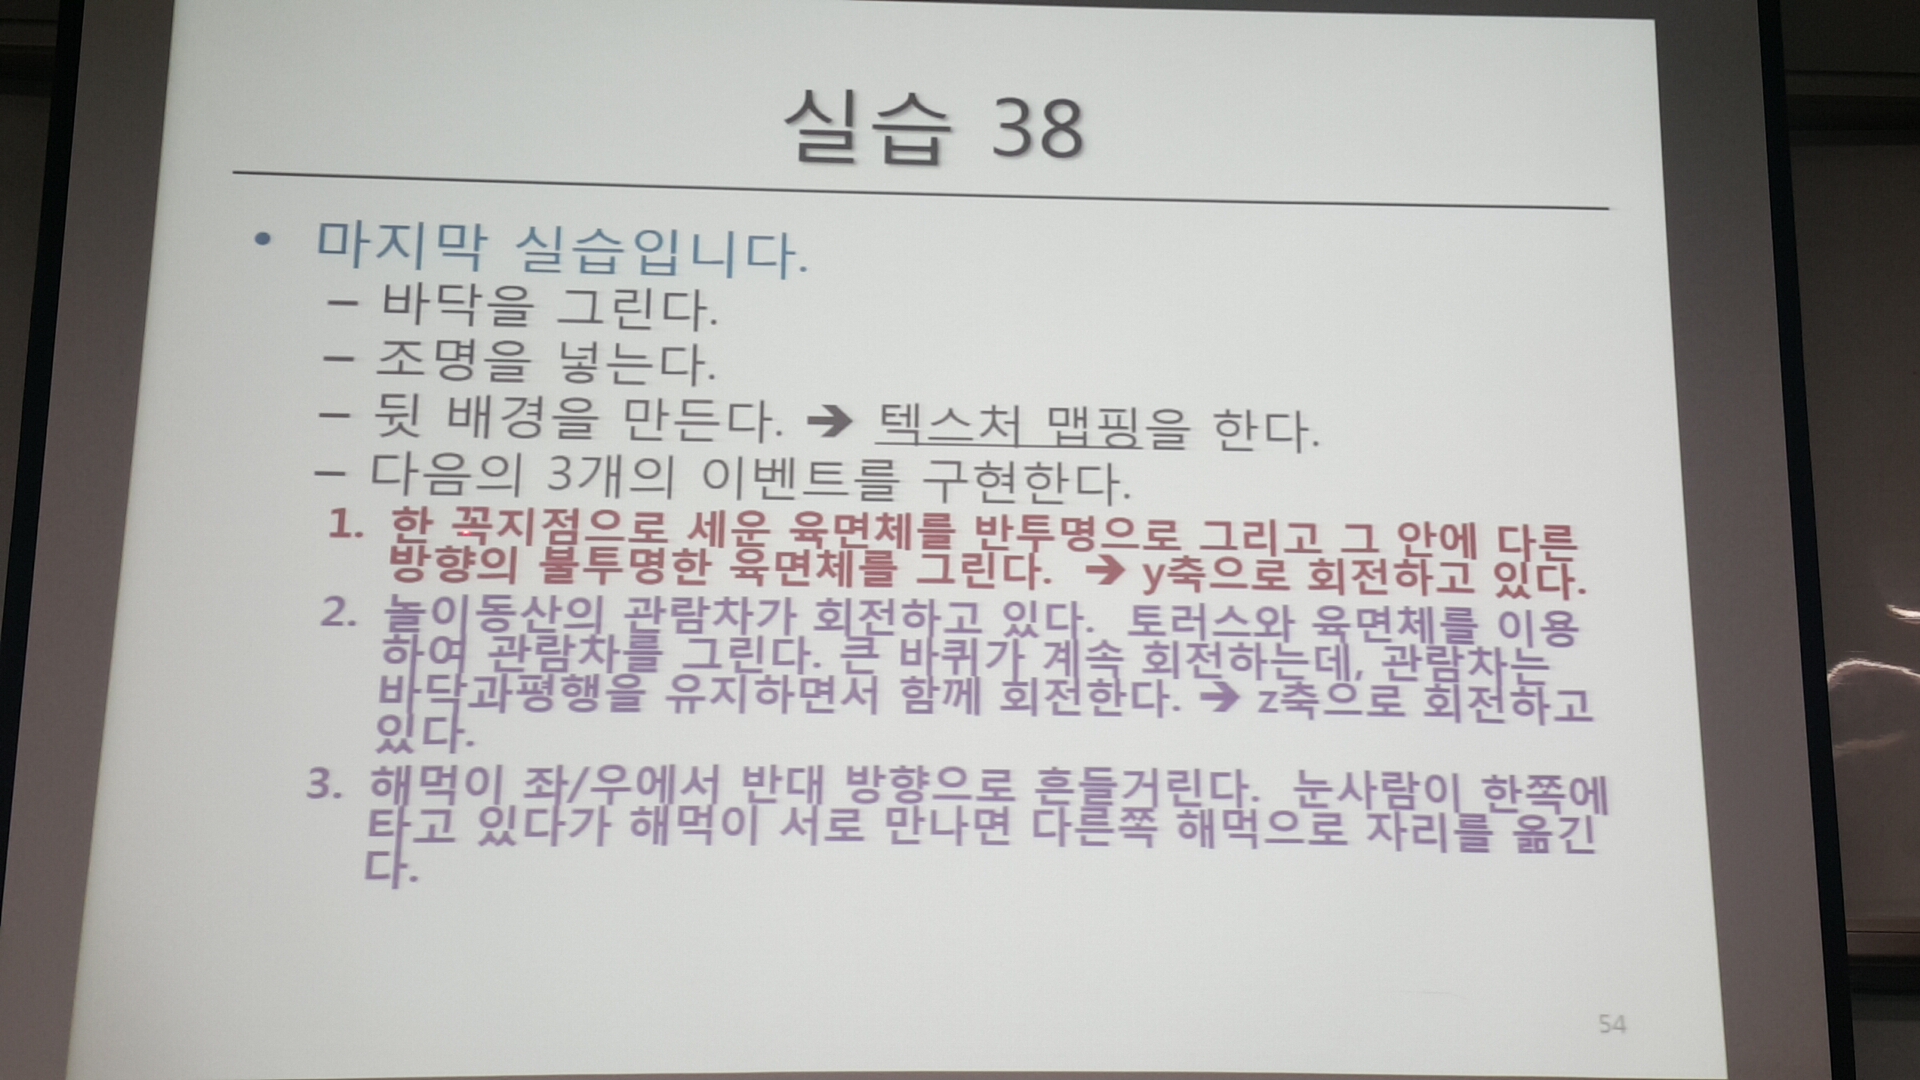 실습 38
• 마지막 실습입니다.
– 바닥을 그린다.
– 조명을 넣는다.
– 뒷 배경을 만든다. ➔ 텍스처 맵핑을 한다.
– 다음의 3개의 이벤트를 구현한다.
1. 한 꼭지점으로 세운 육면체를 반투명으로 그리고 그 안에 다른
방향의 불투명한 육면체를 그린다. ➔ y축으로 회전하고 있다.
2. 놀이동산의 관람차가 회전하고 있다. 토러스와 육면체를 이용
하여 관람차를 그린다. 큰 바퀴가 계속 회전하는데, 관람차는
바닥과평행을 유지하면서 함께 회전한다. ➔ z축으로 회전하고
있다.
3. 해먹이 좌/우에서 반대 방향으로 흔들거린다. 눈사람이 한쪽에
타고 있다가 해먹이 서로 만나면 다른쪽 해먹으로 자리를 옮긴
다.
54